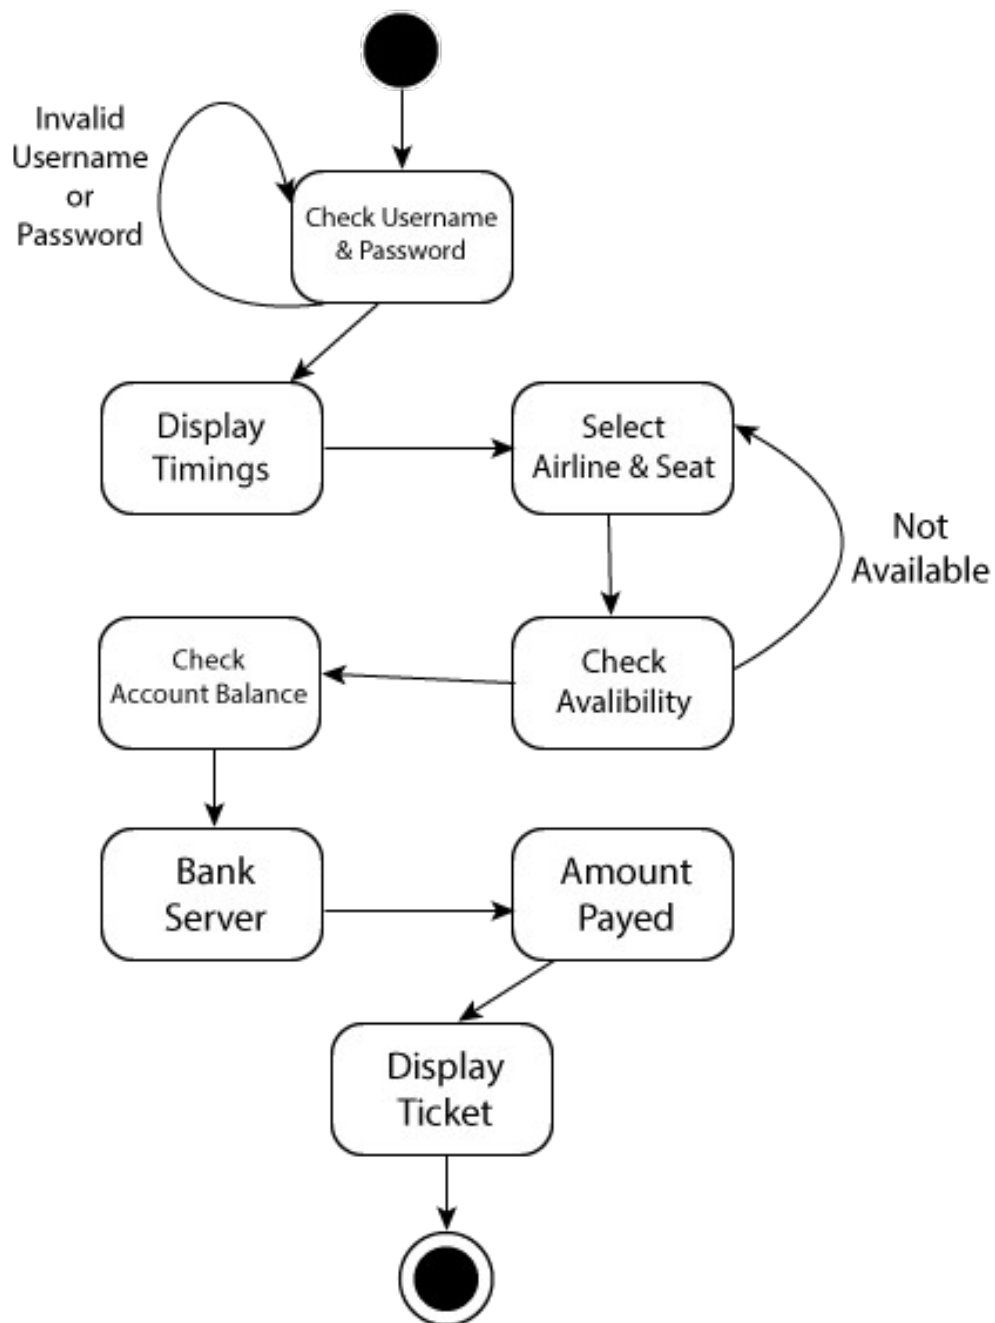 Invalid
Username
or
Password
Check Username
& Password
Display
Timings
Select
Airline & Seat
Not
Available
Check
Account Balance
Check
Avalibility
Bank
Server
Amount
Payed
Display
Ticket